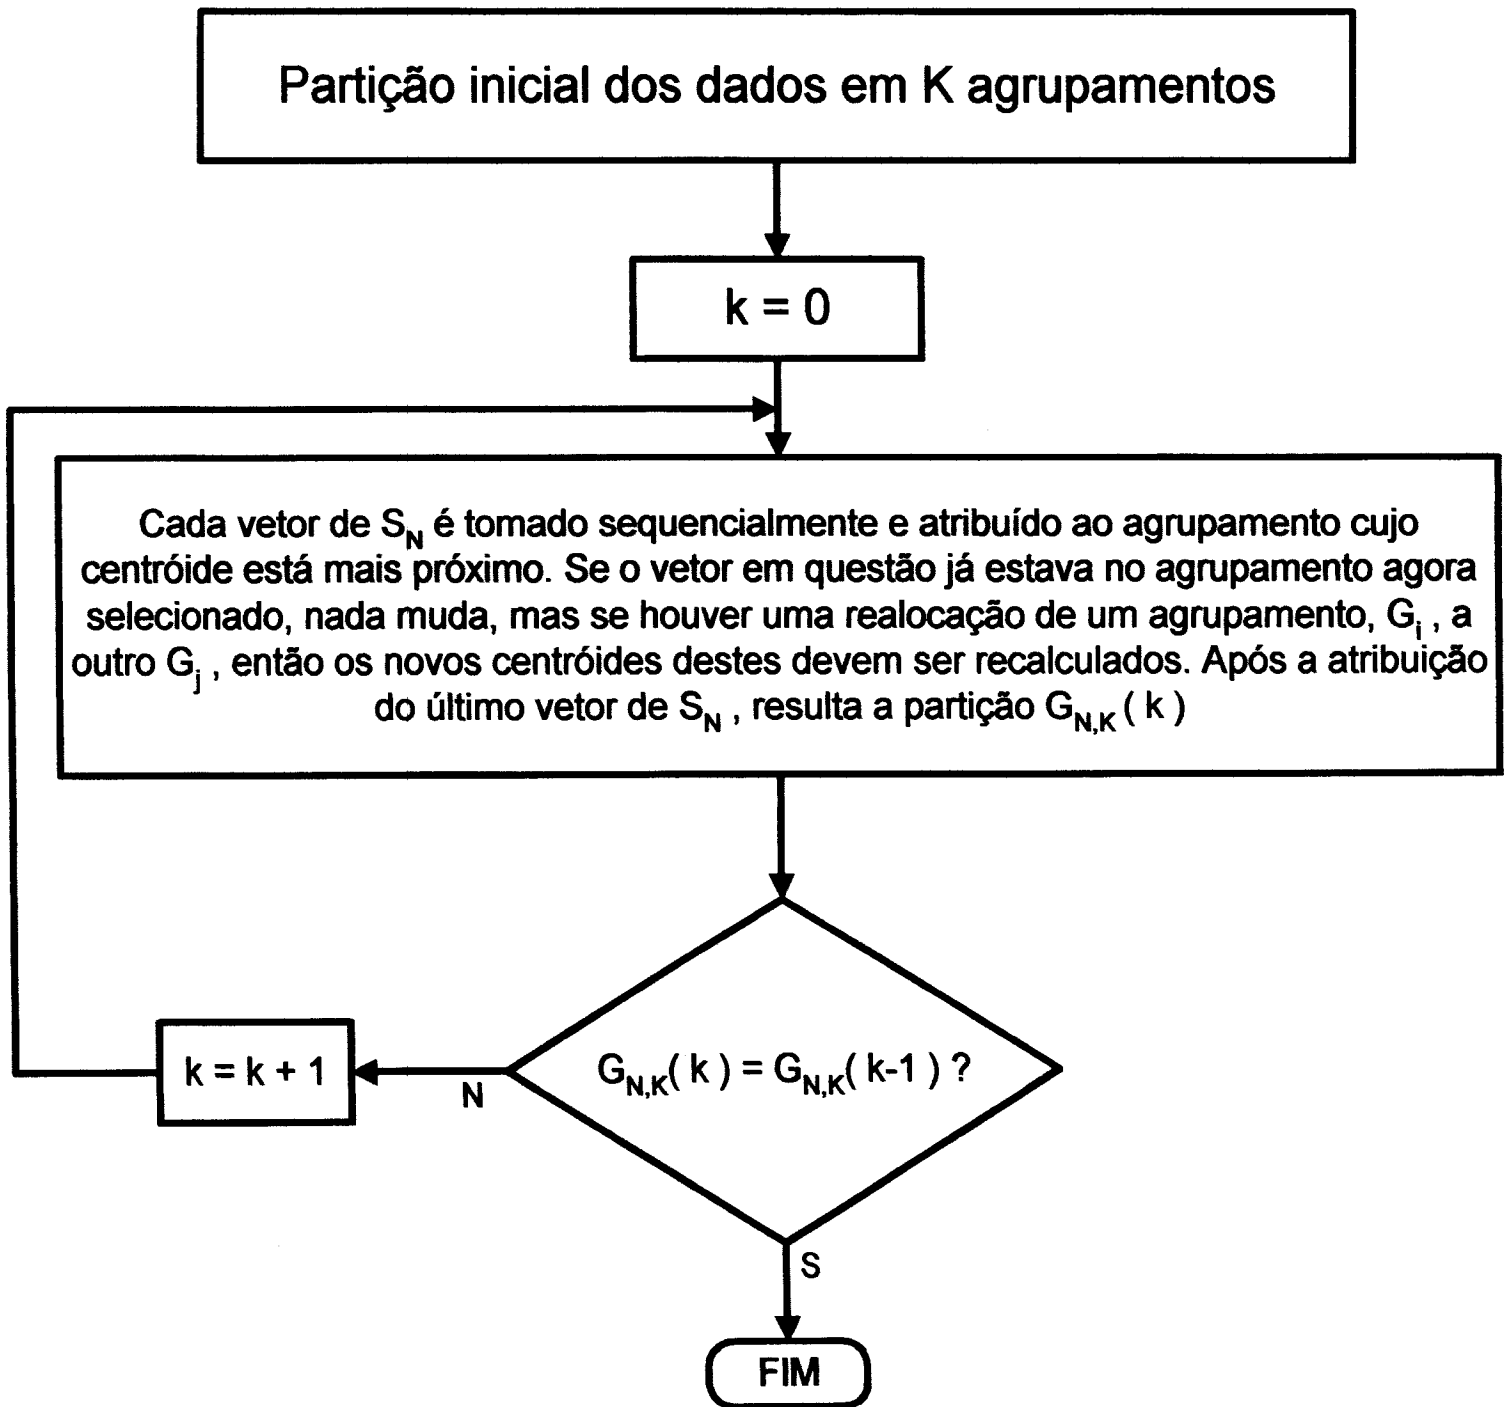 Partição inicial dos dados em K agrupamentos
k = 0
Cada vetor de S_N é tomado sequencialmente e atribuído ao agrupamento cujo
centróide está mais próximo. Se o vetor em questão já estava no agrupamento agora
selecionado, nada muda, mas se houver uma realocação de um agrupamento, G_i , a
outro G_j , então os novos centróides destes devem ser recalculados. Após a atribuição
do último vetor de S_N , resulta a partição G_{N,K} ( k )
G_{N,K}( k ) = G_{N,K}( k-1 ) ?
k = k + 1
N
S
FIM